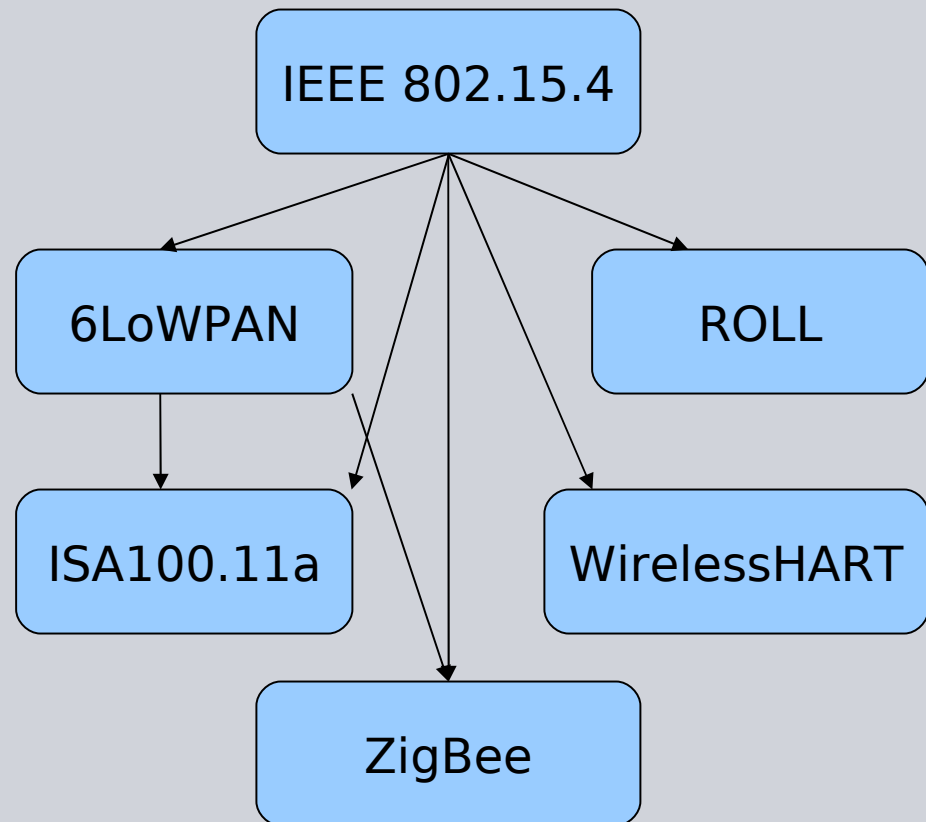 IEEE 802.15.4
6LoWPAN
ROLL
ISA100.11a
WirelessHART
ZigBee